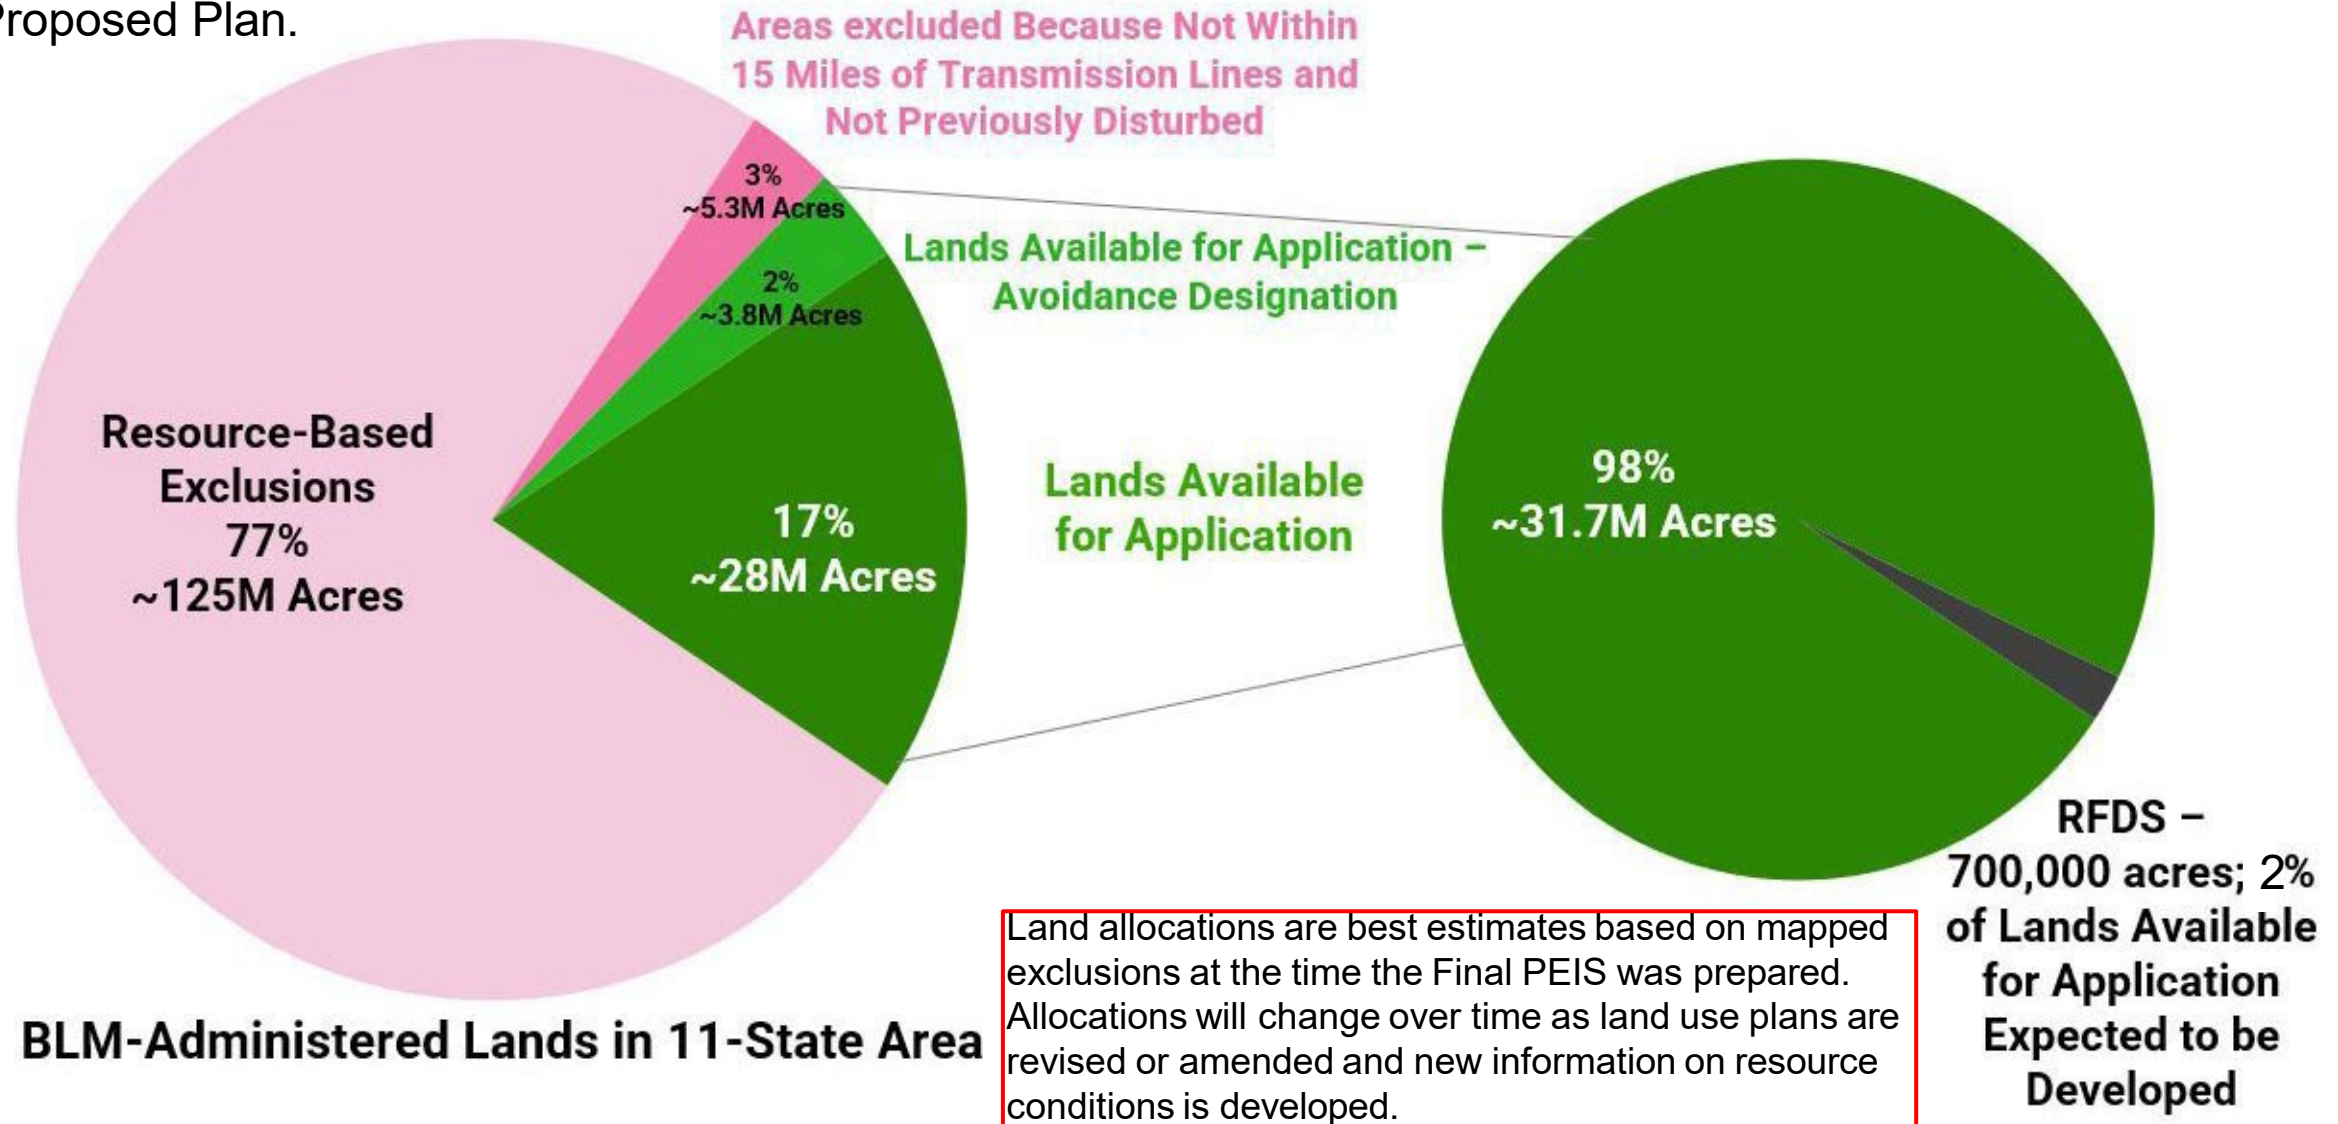 Proposed Plan.
Areas excluded Because Not Within
15 Miles of Transmission Lines and
Not Previously Disturbed
3%
~5.3M Acres
Lands Available for Application –
Avoidance Designation
2%
~3.8M Acres
Resource-Based
Exclusions
77%
~125M Acres
17%
~28M Acres
Lands Available
for Application
98%
~31.7M Acres
RFDS –
700,000 acres; 2%
of Lands Available
for Application
Expected to be
Developed
BLM-Administered Lands in 11-State Area
Land allocations are best estimates based on mapped
exclusions at the time the Final PEIS was prepared.
Allocations will change over time as land use plans are
revised or amended and new information on resource
conditions is developed.